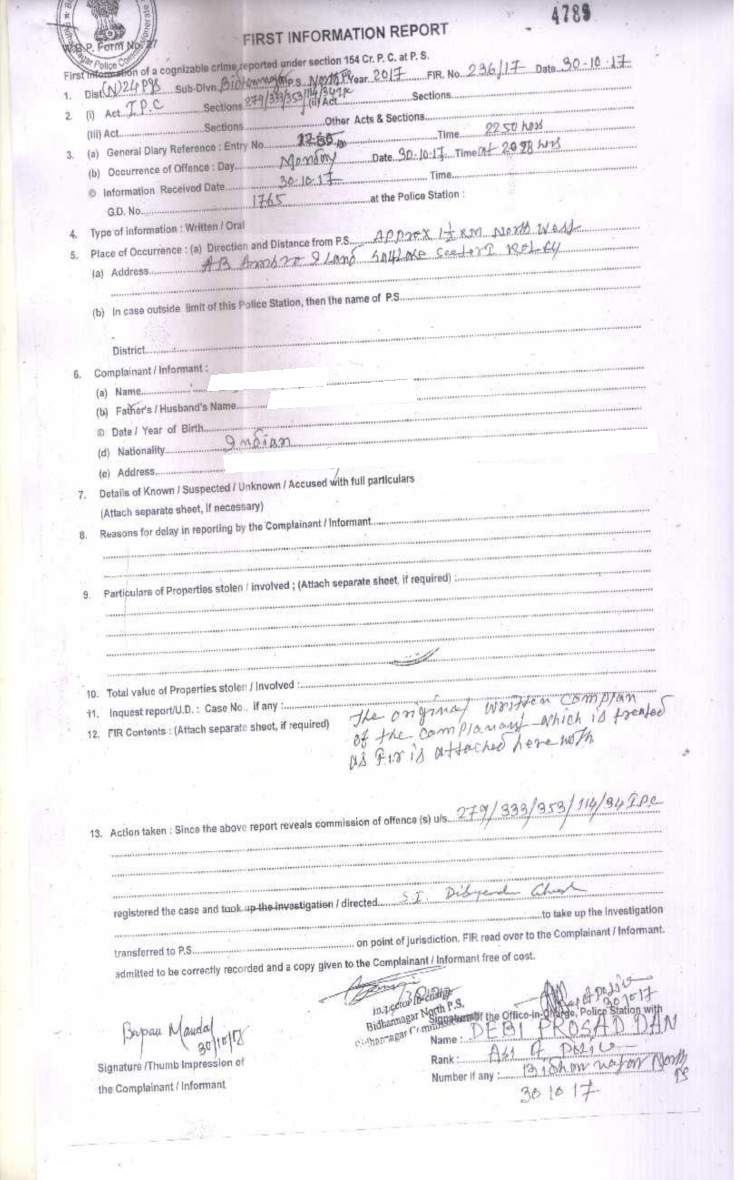 4789
FIRST INFORMATION REPORT
W.B.P. Form No. 27
First Information of a cognizable crime reported under section 154 Cr. P. C. at P. S.
1. Dist (N) 24 Pgs Sub-Divn. P.S. North PS Year 2017 FIR. No. 236/17 Date 30-10-17
2. (i) Act I.P.C Sections 279/333/353/114/34 IPC (ii) Act Sections
(iii) Act Sections Other Acts & Sections
3. (a) General Diary Reference : Entry No. Time 22 50 hrs
(b) Occurrence of Offence : Day Monday Date 30-10-17 Time at hrs
© Information Received Date 30-10-17 Time
G.D. No. 1765 at the Police Station :
4. Type of information : Written / Oral
5. Place of Occurrence : (a) Direction and Distance from P.S. Approx 1½ KM North West
(a) Address AB Island Salt Lake Sector I KOL-64
(b) In case outside limit of this Police Station, then the name of P.S.
District
6. Complainant / Informant :
(a) Name
(b) Father's / Husband's Name
© Date / Year of Birth
(d) Nationality Indian
(e) Address
7. Details of Known / Suspected / Unknown / Accused with full particulars
(Attach separate sheet, if necessary)
8. Reasons for delay in reporting by the Complainant / Informant
9. Particulars of Properties stolen / involved ; (Attach separate sheet, if required) :
10. Total value of Properties stolen / Involved :
11. Inquest report/U.D. : Case No., if any :
12. FIR Contents : (Attach separate sheet, if required) The original written Complan
of the Complanant which is treated
as Fir is attached here with
13. Action taken : Since the above report reveals commission of offence (s) u/s. 279/333/353/114/34 I.P.C
registered the case and took up the investigation / directed S.I. Dibyendu Ghosh
to take up the investigation
transferred to P.S. on point of jurisdiction. FIR read over to the Complainant / Informant.
admitted to be correctly recorded and a copy given to the Complainant / Informant free of cost.
Inspector In-charge
Bidhannagar North P.S.
Bidhannagar Commissionerate
30/10/17
Signature of the Office-in-Charge, Police Station with
Name : DEBI PROSAD DAN
Rank : ASI of Police
Number if any : Bidhan nagar North
PS
30 10 17
Bapan Mandal
30/10/17
Signature /Thumb Impression of
the Complainant / Informant